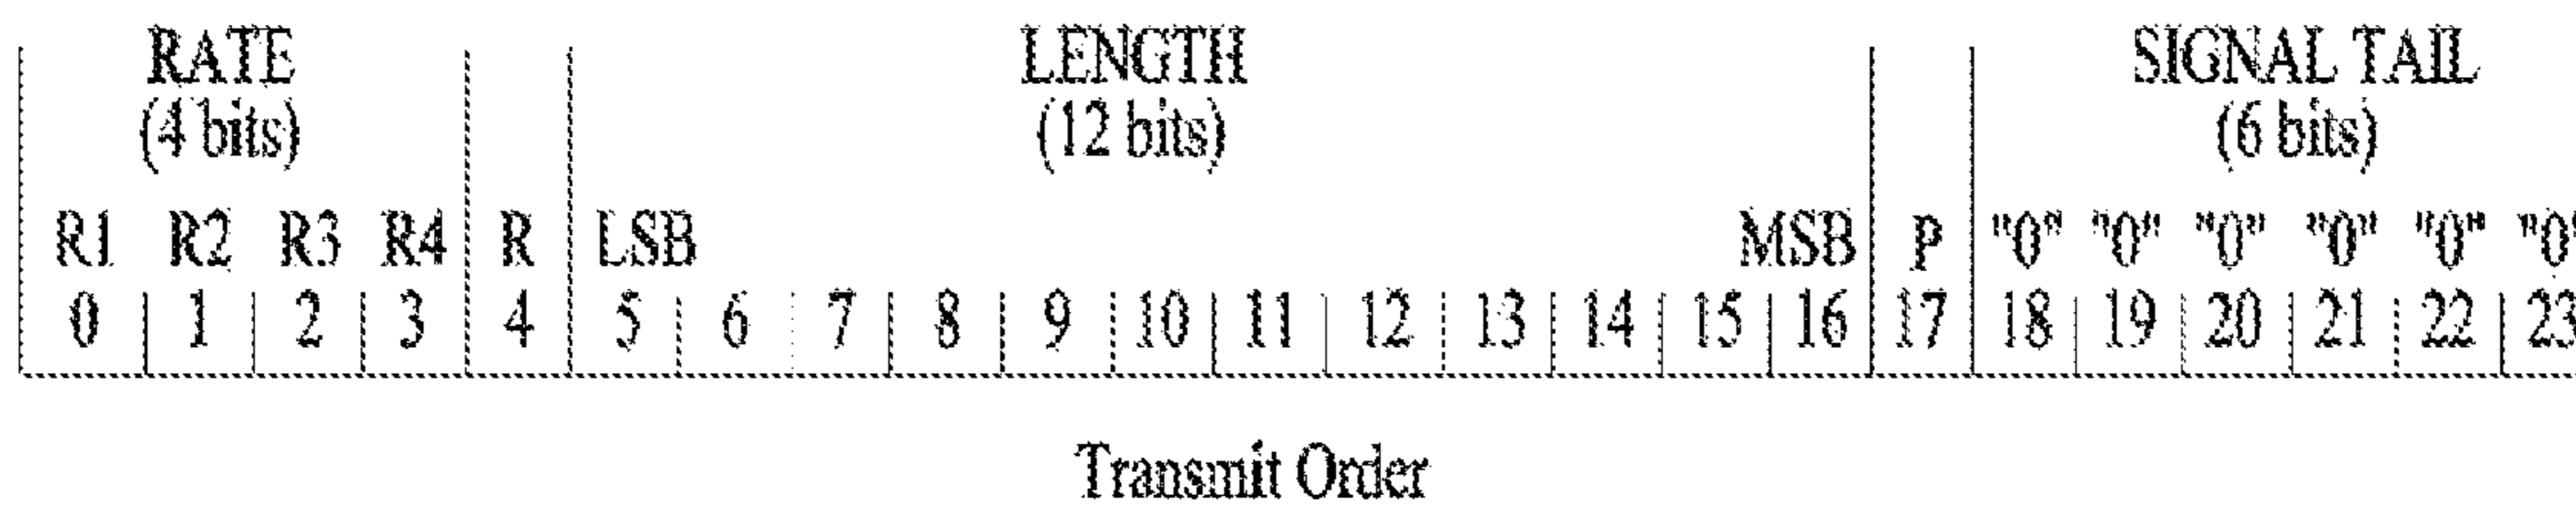 RATE LENGTH SIGNAL TAIL
(4 bits) (12 bits) (6 bits)
R1 R2 R3 R4 R LSB MSB P "0" "0" "0" "0" "0" "0"
0 1 2 3 4 5 6 7 8 9 10 11 12 13 14 15 16 17 18 19 20 21 22 23
Transmit Order